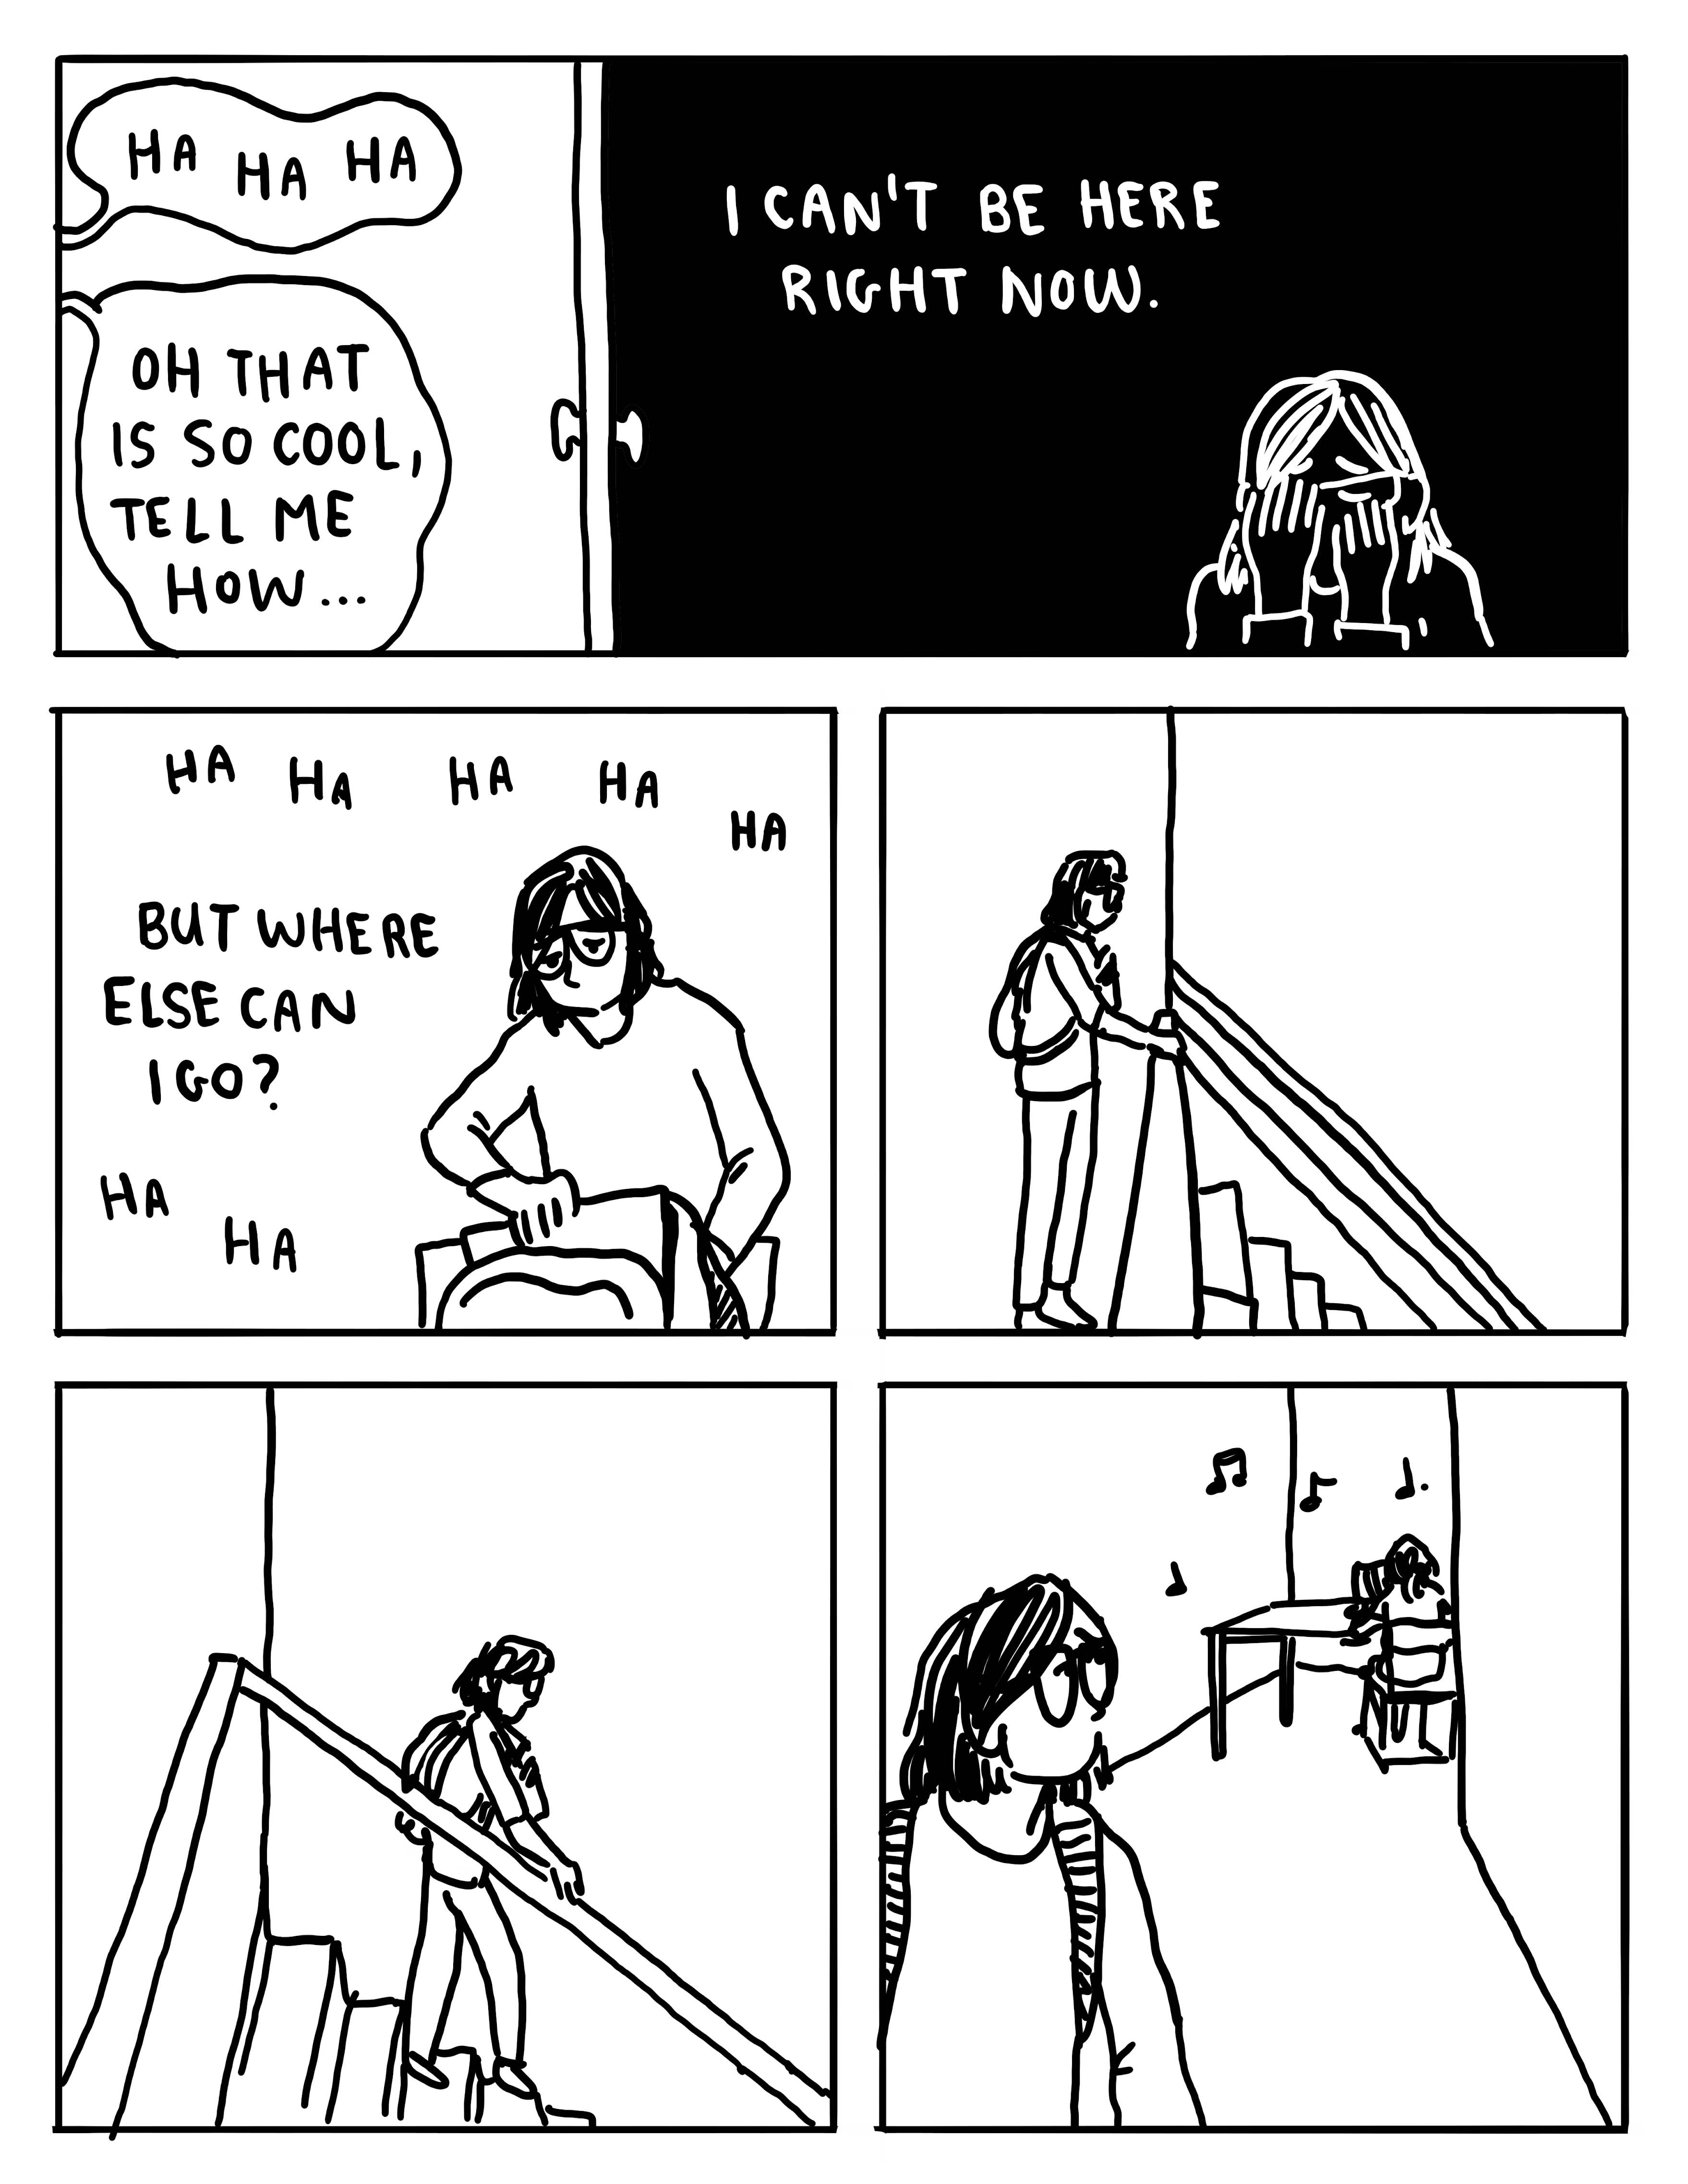 HA HA HA
OH THAT
IS SO COOL,
TELL ME
HOW...
I CAN'T BE HERE
RIGHT NOW.
HA HA HA HA
HA
BUT WHERE
ELSE CAN
I GO?
HA
HA